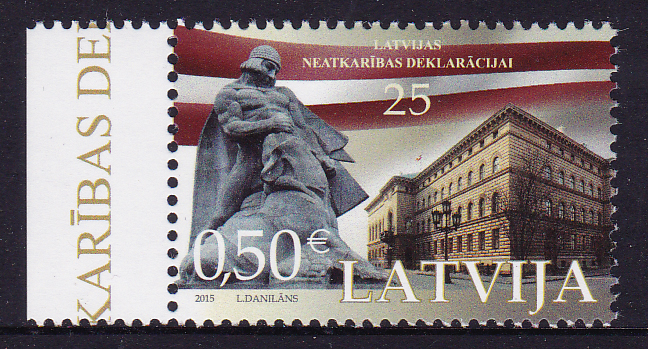 KARĪBAS DE
LATVIJAS
NEATKARĪBAS DEKLARĀCIJAI
25
0,50€
LATVIJA
2015 L.DANILĀNS